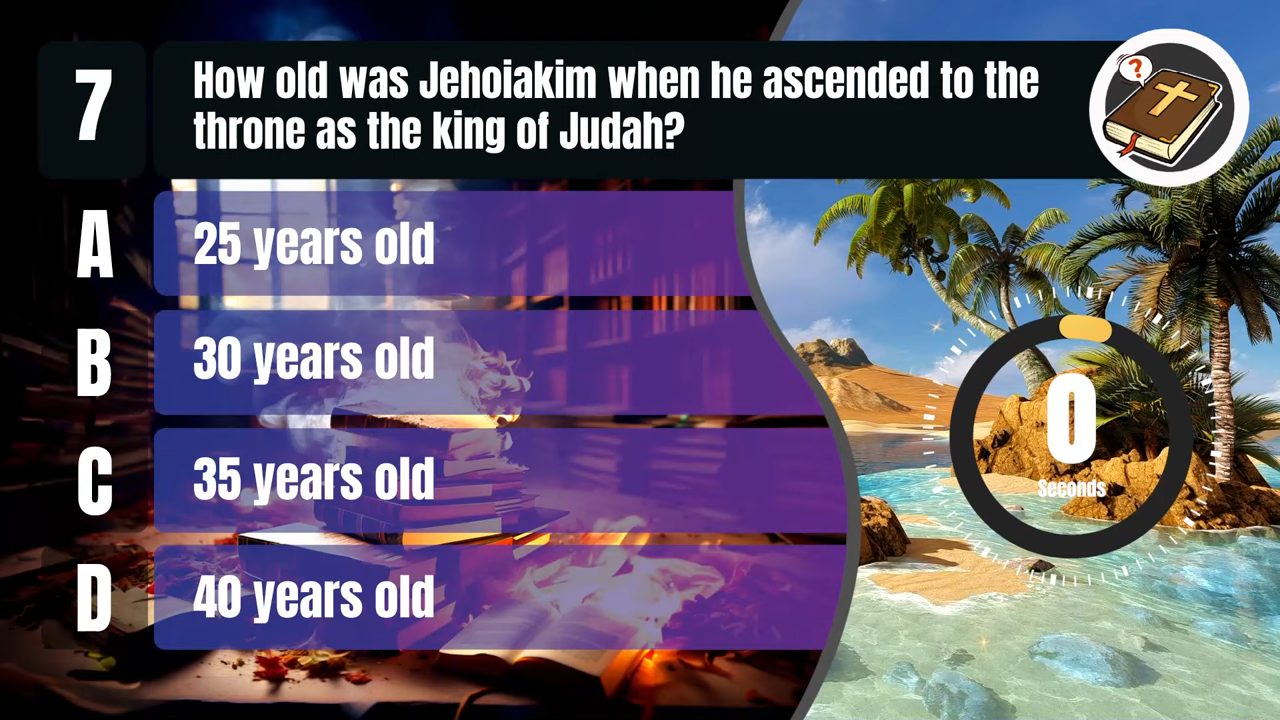 7
How old was Jehoiakim when he ascended to the
throne as the king of Judah?
?
A
25 years old
B
30 years old
C
35 years old
D
40 years old
0
Seconds